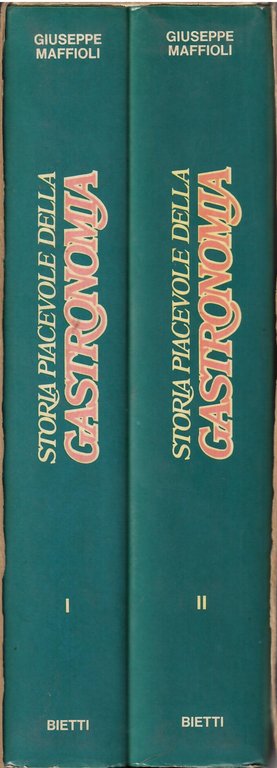 GIUSEPPE
MAFFIOLI
STORIA PIACEVOLE DELLA
GASTRONOMIA
I
BIETTI
GIUSEPPE
MAFFIOLI
STORIA PIACEVOLE DELLA
GASTRONOMIA
II
BIETTI